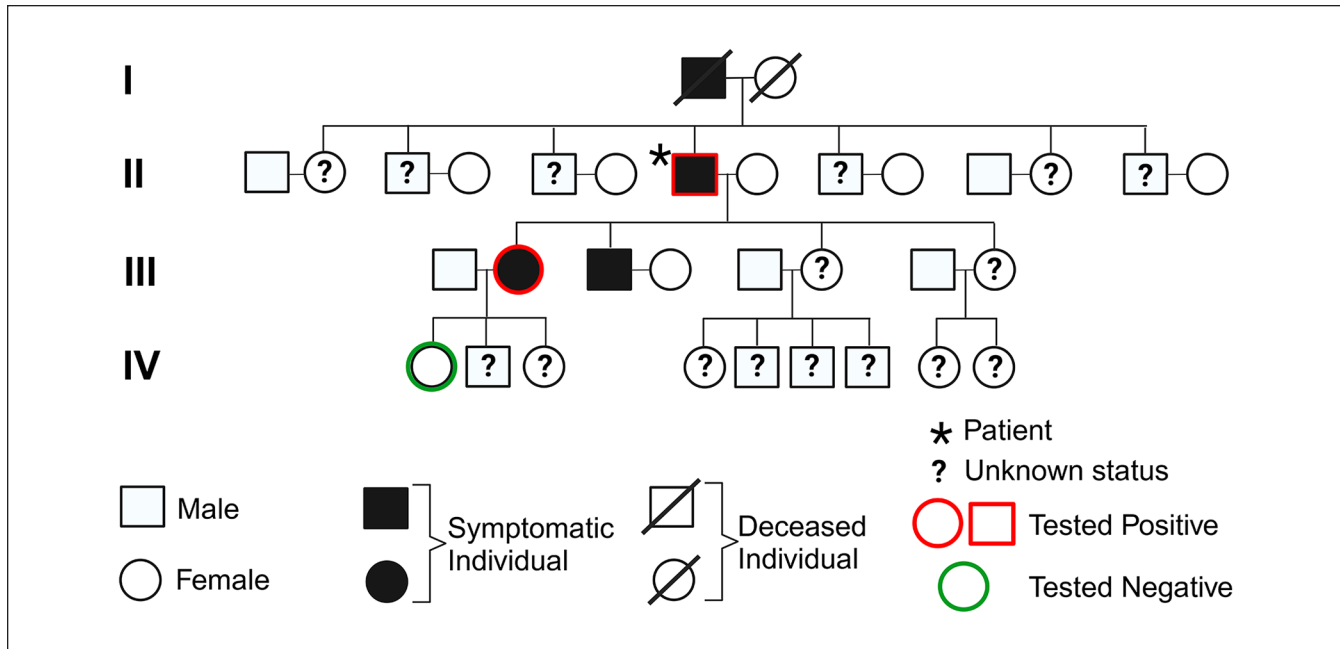 I
II
? ? ? * ? ? ?
III
? ?
IV
? ? ? ? ? ? ? ?
* Patient
? Unknown status
Male
Symptomatic
Individual
Deceased
Individual
Tested Positive
Female
Tested Negative